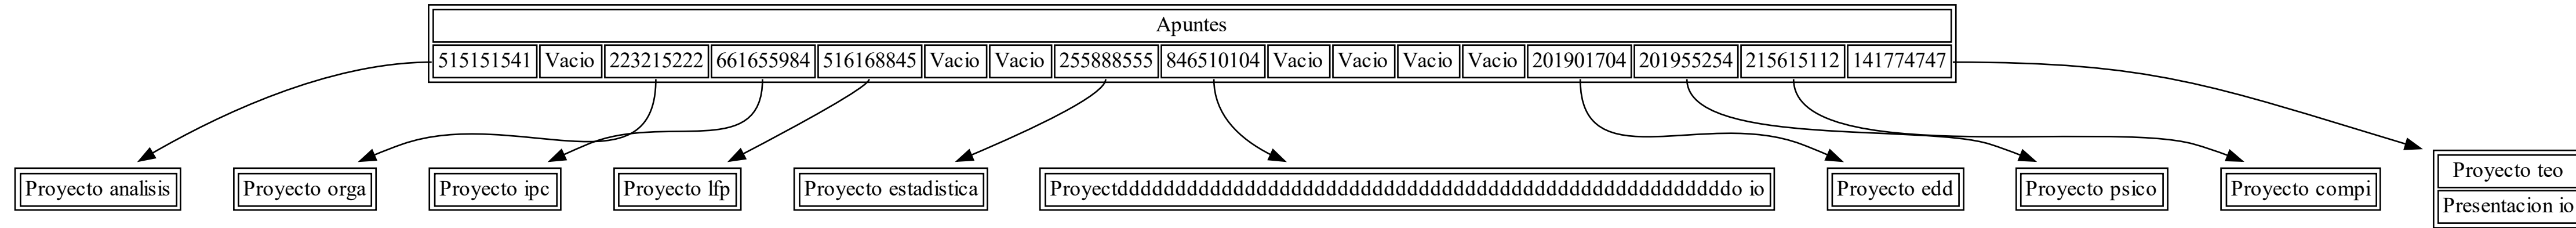 Apuntes
515151541 Vacio 223215222 661655984 516168845 Vacio Vacio 255888555 846510104 Vacio Vacio Vacio Vacio 201901704 201955254 215615112 141774747
Proyecto analisis
Proyecto orga
Proyecto ipc
Proyecto lfp
Proyecto estadistica
Proyectddddddddddddddddddddddddddddddddddddddddddddddddddddddo io
Proyecto edd
Proyecto psico
Proyecto compi
Proyecto teo
Presentacion io